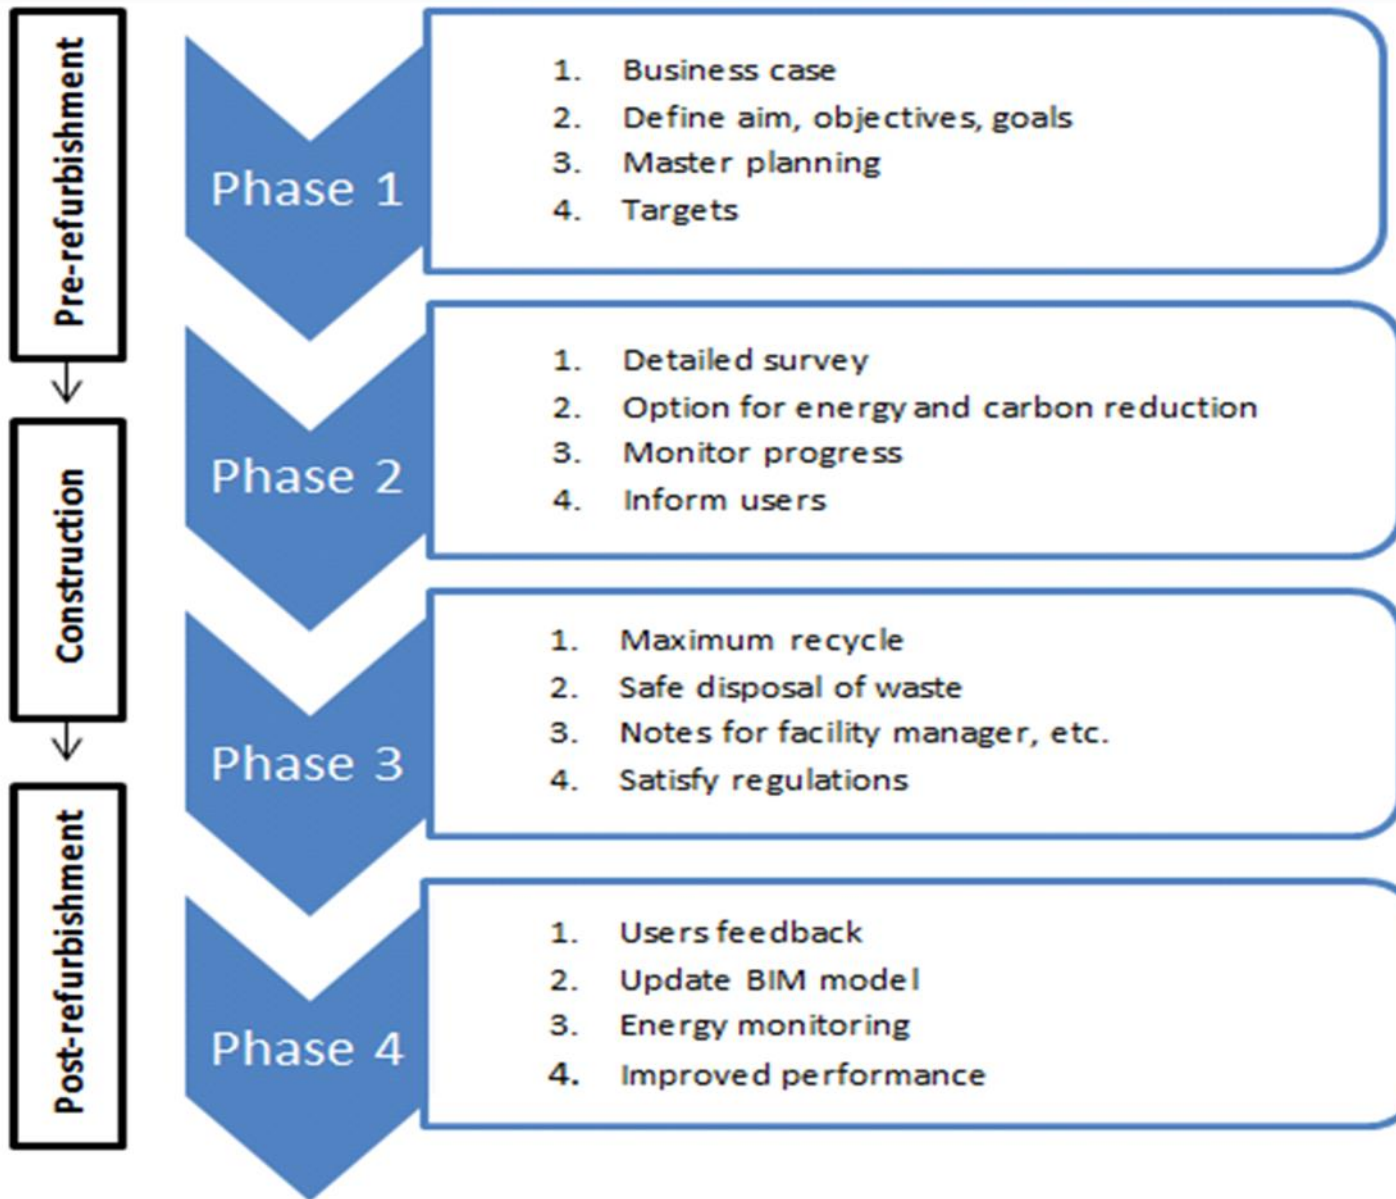 Pre-refurbishment
Construction
Post-refurbishment
Phase 1
1. Business case
2. Define aim, objectives, goals
3. Master planning
4. Targets
Phase 2
1. Detailed survey
2. Option for energy and carbon reduction
3. Monitor progress
4. Inform users
Phase 3
1. Maximum recycle
2. Safe disposal of waste
3. Notes for facility manager, etc.
4. Satisfy regulations
Phase 4
1. Users feedback
2. Update BIM model
3. Energy monitoring
4. Improved performance